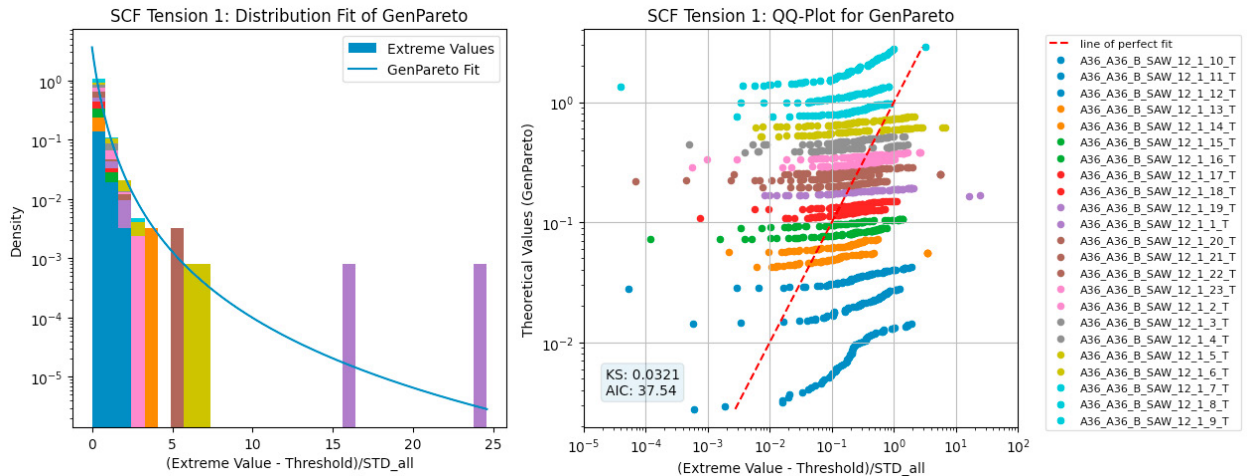 SCF Tension 1: Distribution Fit of GenPareto
Extreme Values
GenPareto Fit
Density
10⁰
10⁻¹
10⁻²
10⁻³
10⁻⁴
10⁻⁵
0
5
10
15
20
25
(Extreme Value - Threshold)/STD_all
SCF Tension 1: QQ-Plot for GenPareto
Theoretical Values (GenPareto)
10⁰
10⁻¹
10⁻²
KS: 0.0321
AIC: 37.54
10⁻⁵
10⁻⁴
10⁻³
10⁻²
10⁻¹
10⁰
10¹
10²
(Extreme Value - Threshold)/STD_all
line of perfect fit
A36_A36_B_SAW_12_1_10_T
A36_A36_B_SAW_12_1_11_T
A36_A36_B_SAW_12_1_12_T
A36_A36_B_SAW_12_1_13_T
A36_A36_B_SAW_12_1_14_T
A36_A36_B_SAW_12_1_15_T
A36_A36_B_SAW_12_1_16_T
A36_A36_B_SAW_12_1_17_T
A36_A36_B_SAW_12_1_18_T
A36_A36_B_SAW_12_1_19_T
A36_A36_B_SAW_12_1_1_T
A36_A36_B_SAW_12_1_20_T
A36_A36_B_SAW_12_1_21_T
A36_A36_B_SAW_12_1_22_T
A36_A36_B_SAW_12_1_23_T
A36_A36_B_SAW_12_1_2_T
A36_A36_B_SAW_12_1_3_T
A36_A36_B_SAW_12_1_4_T
A36_A36_B_SAW_12_1_5_T
A36_A36_B_SAW_12_1_6_T
A36_A36_B_SAW_12_1_7_T
A36_A36_B_SAW_12_1_8_T
A36_A36_B_SAW_12_1_9_T